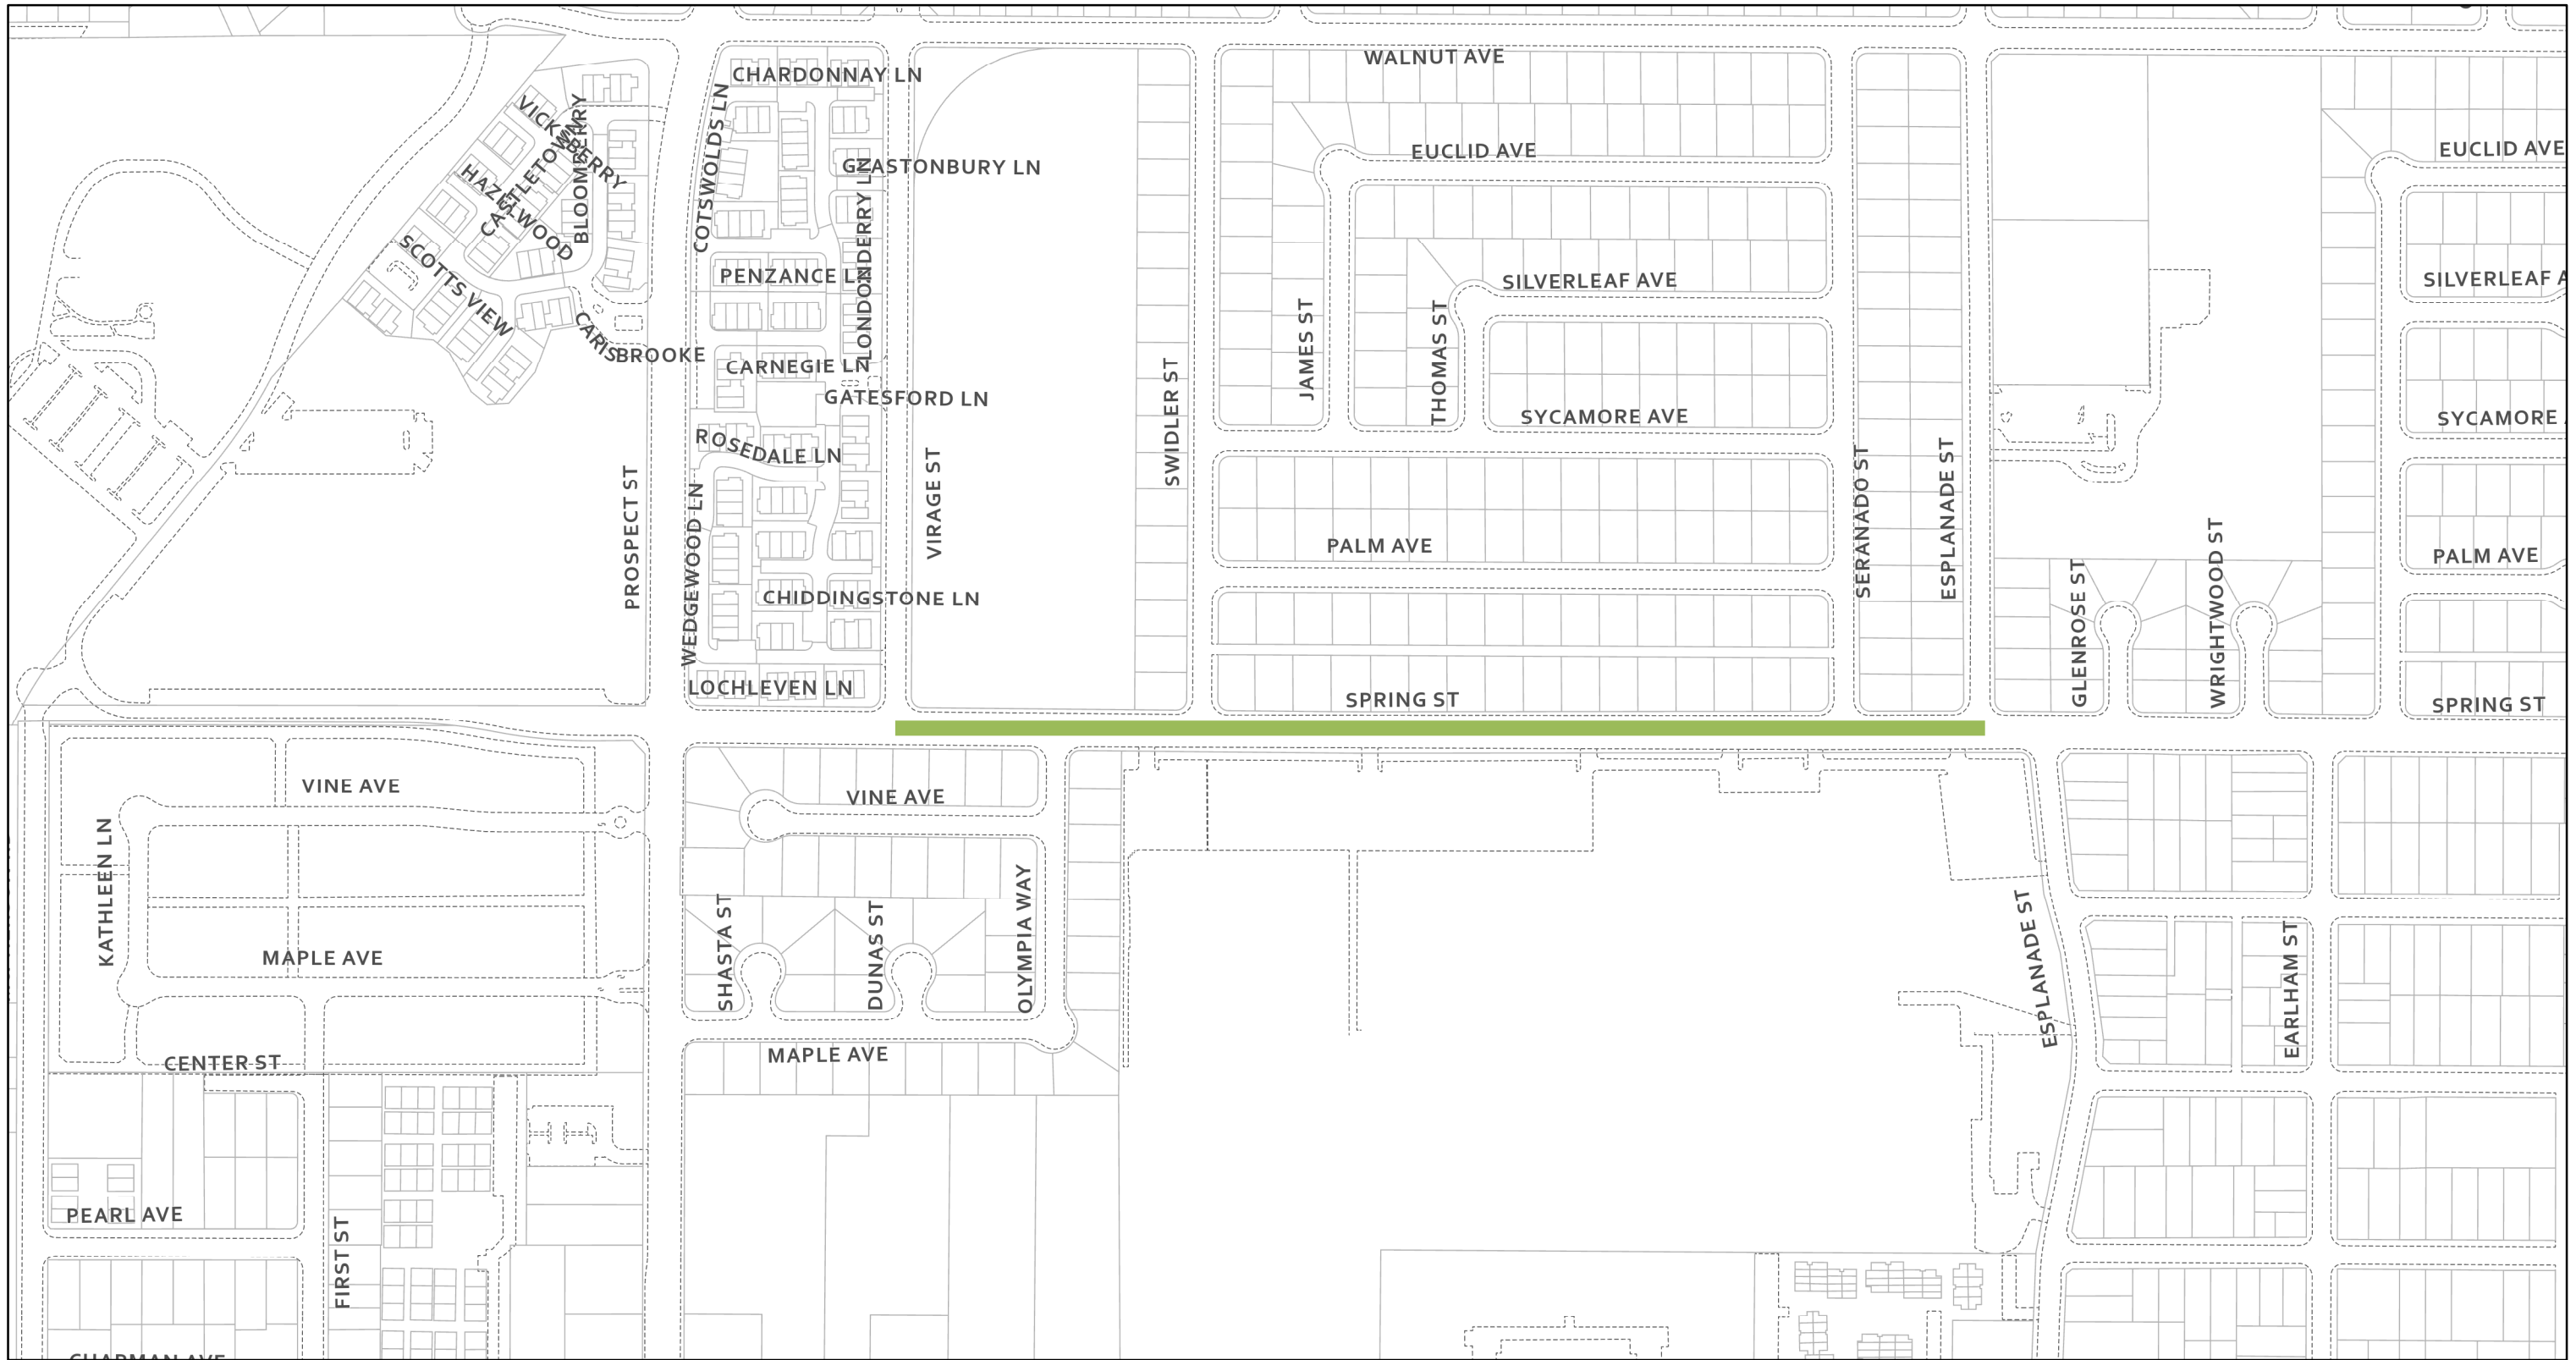 WALNUT AVE
CHARDONNAY LN
COTSWOLDS LN
VICKSBERRY
BLOOMBERRY
CASTLETOWN
HAZELWOOD
EUCLID AVE
EUCLID AVE
GLASTONBURY LN
LONDONDERRY LN
SCOTTS VIEW
PENZANCE LN
SILVERLEAF AVE
SILVERLEAF A
CARISBROOKE
JAMES ST
THOMAS ST
CARNEGIE LN
GATESFORD LN
SWIDLER ST
SYCAMORE AVE
SYCAMORE
ROSEDALE LN
PROSPECT ST
WEDGEWOOD LN
VIRAGE ST
SERANADO ST
ESPLANADE ST
PALM AVE
PALM AVE
CHIDDINGSTONE LN
GLENROSE ST
WRIGHTWOOD ST
LOCHLEVEN LN
SPRING ST
SPRING ST
VINE AVE
VINE AVE
KATHLEEN LN
SHASTA ST
DUNAS ST
OLYMPIA WAY
ESPLANADE ST
EARLHAM ST
MAPLE AVE
MAPLE AVE
CENTER ST
PEARL AVE
FIRST ST
CHAPMAN AVE